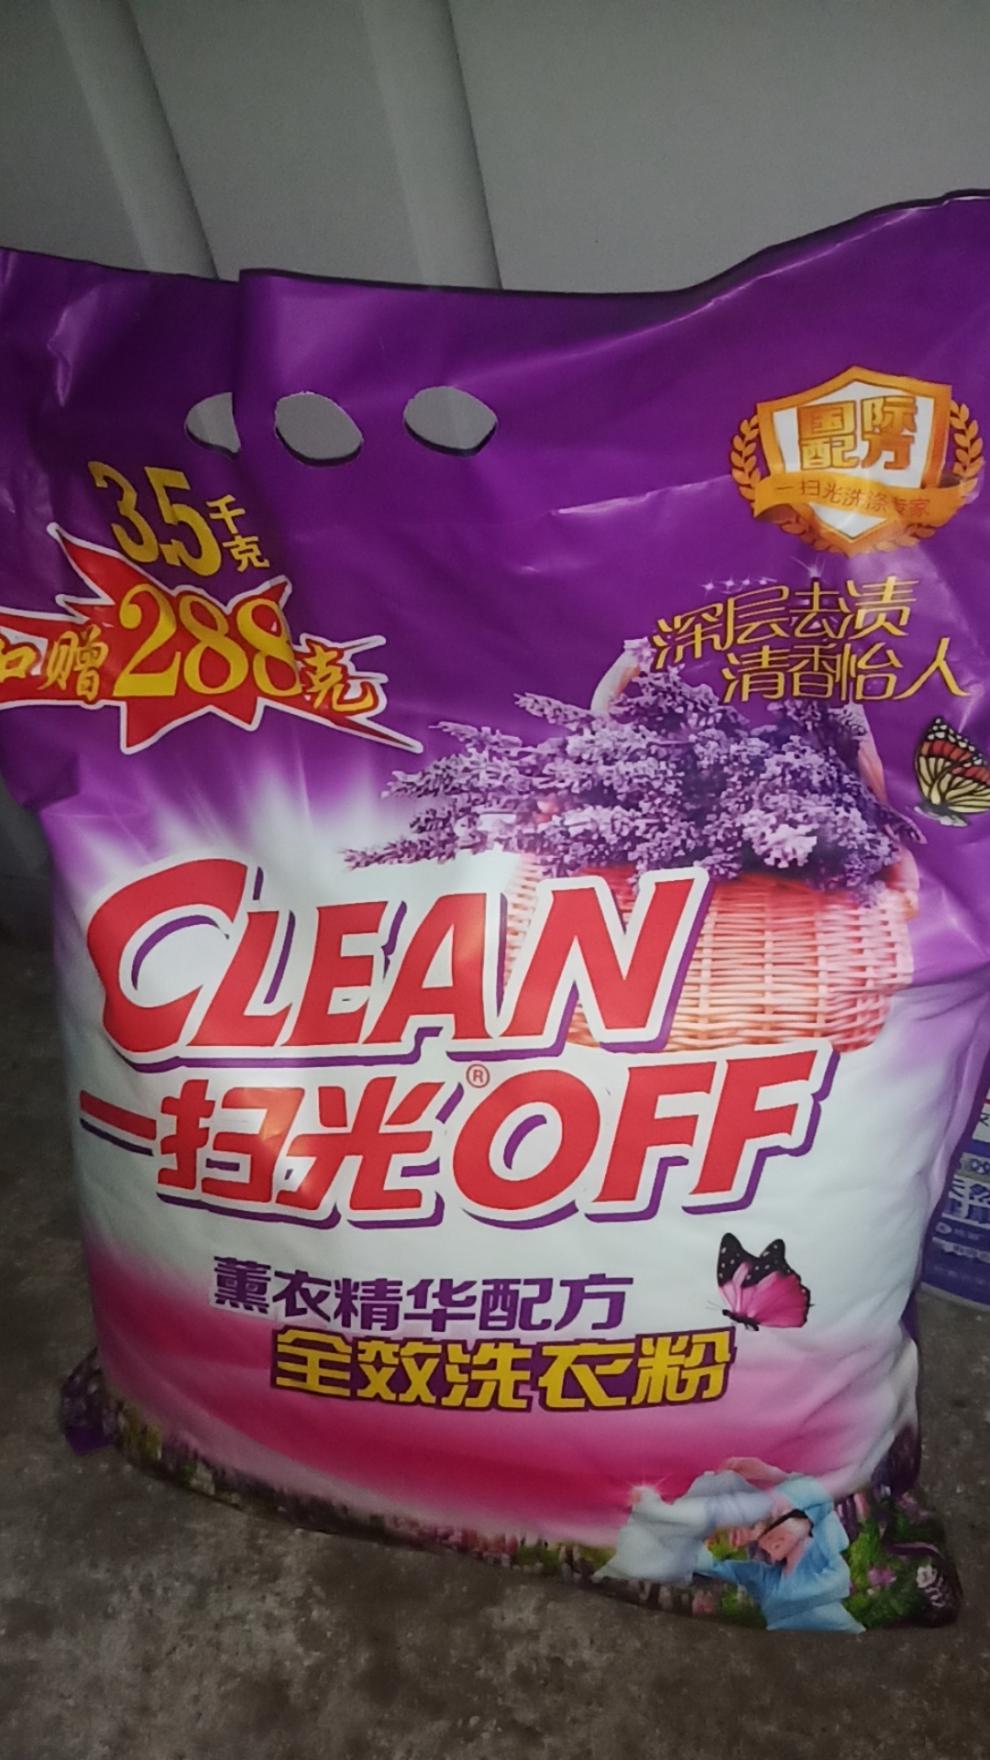 3.5千克
加赠288克
国际
配方
一扫光洗涤专家
深层去渍
清香怡人
CLEAN
一扫光®OFF
薰衣精华配方
全效洗衣粉